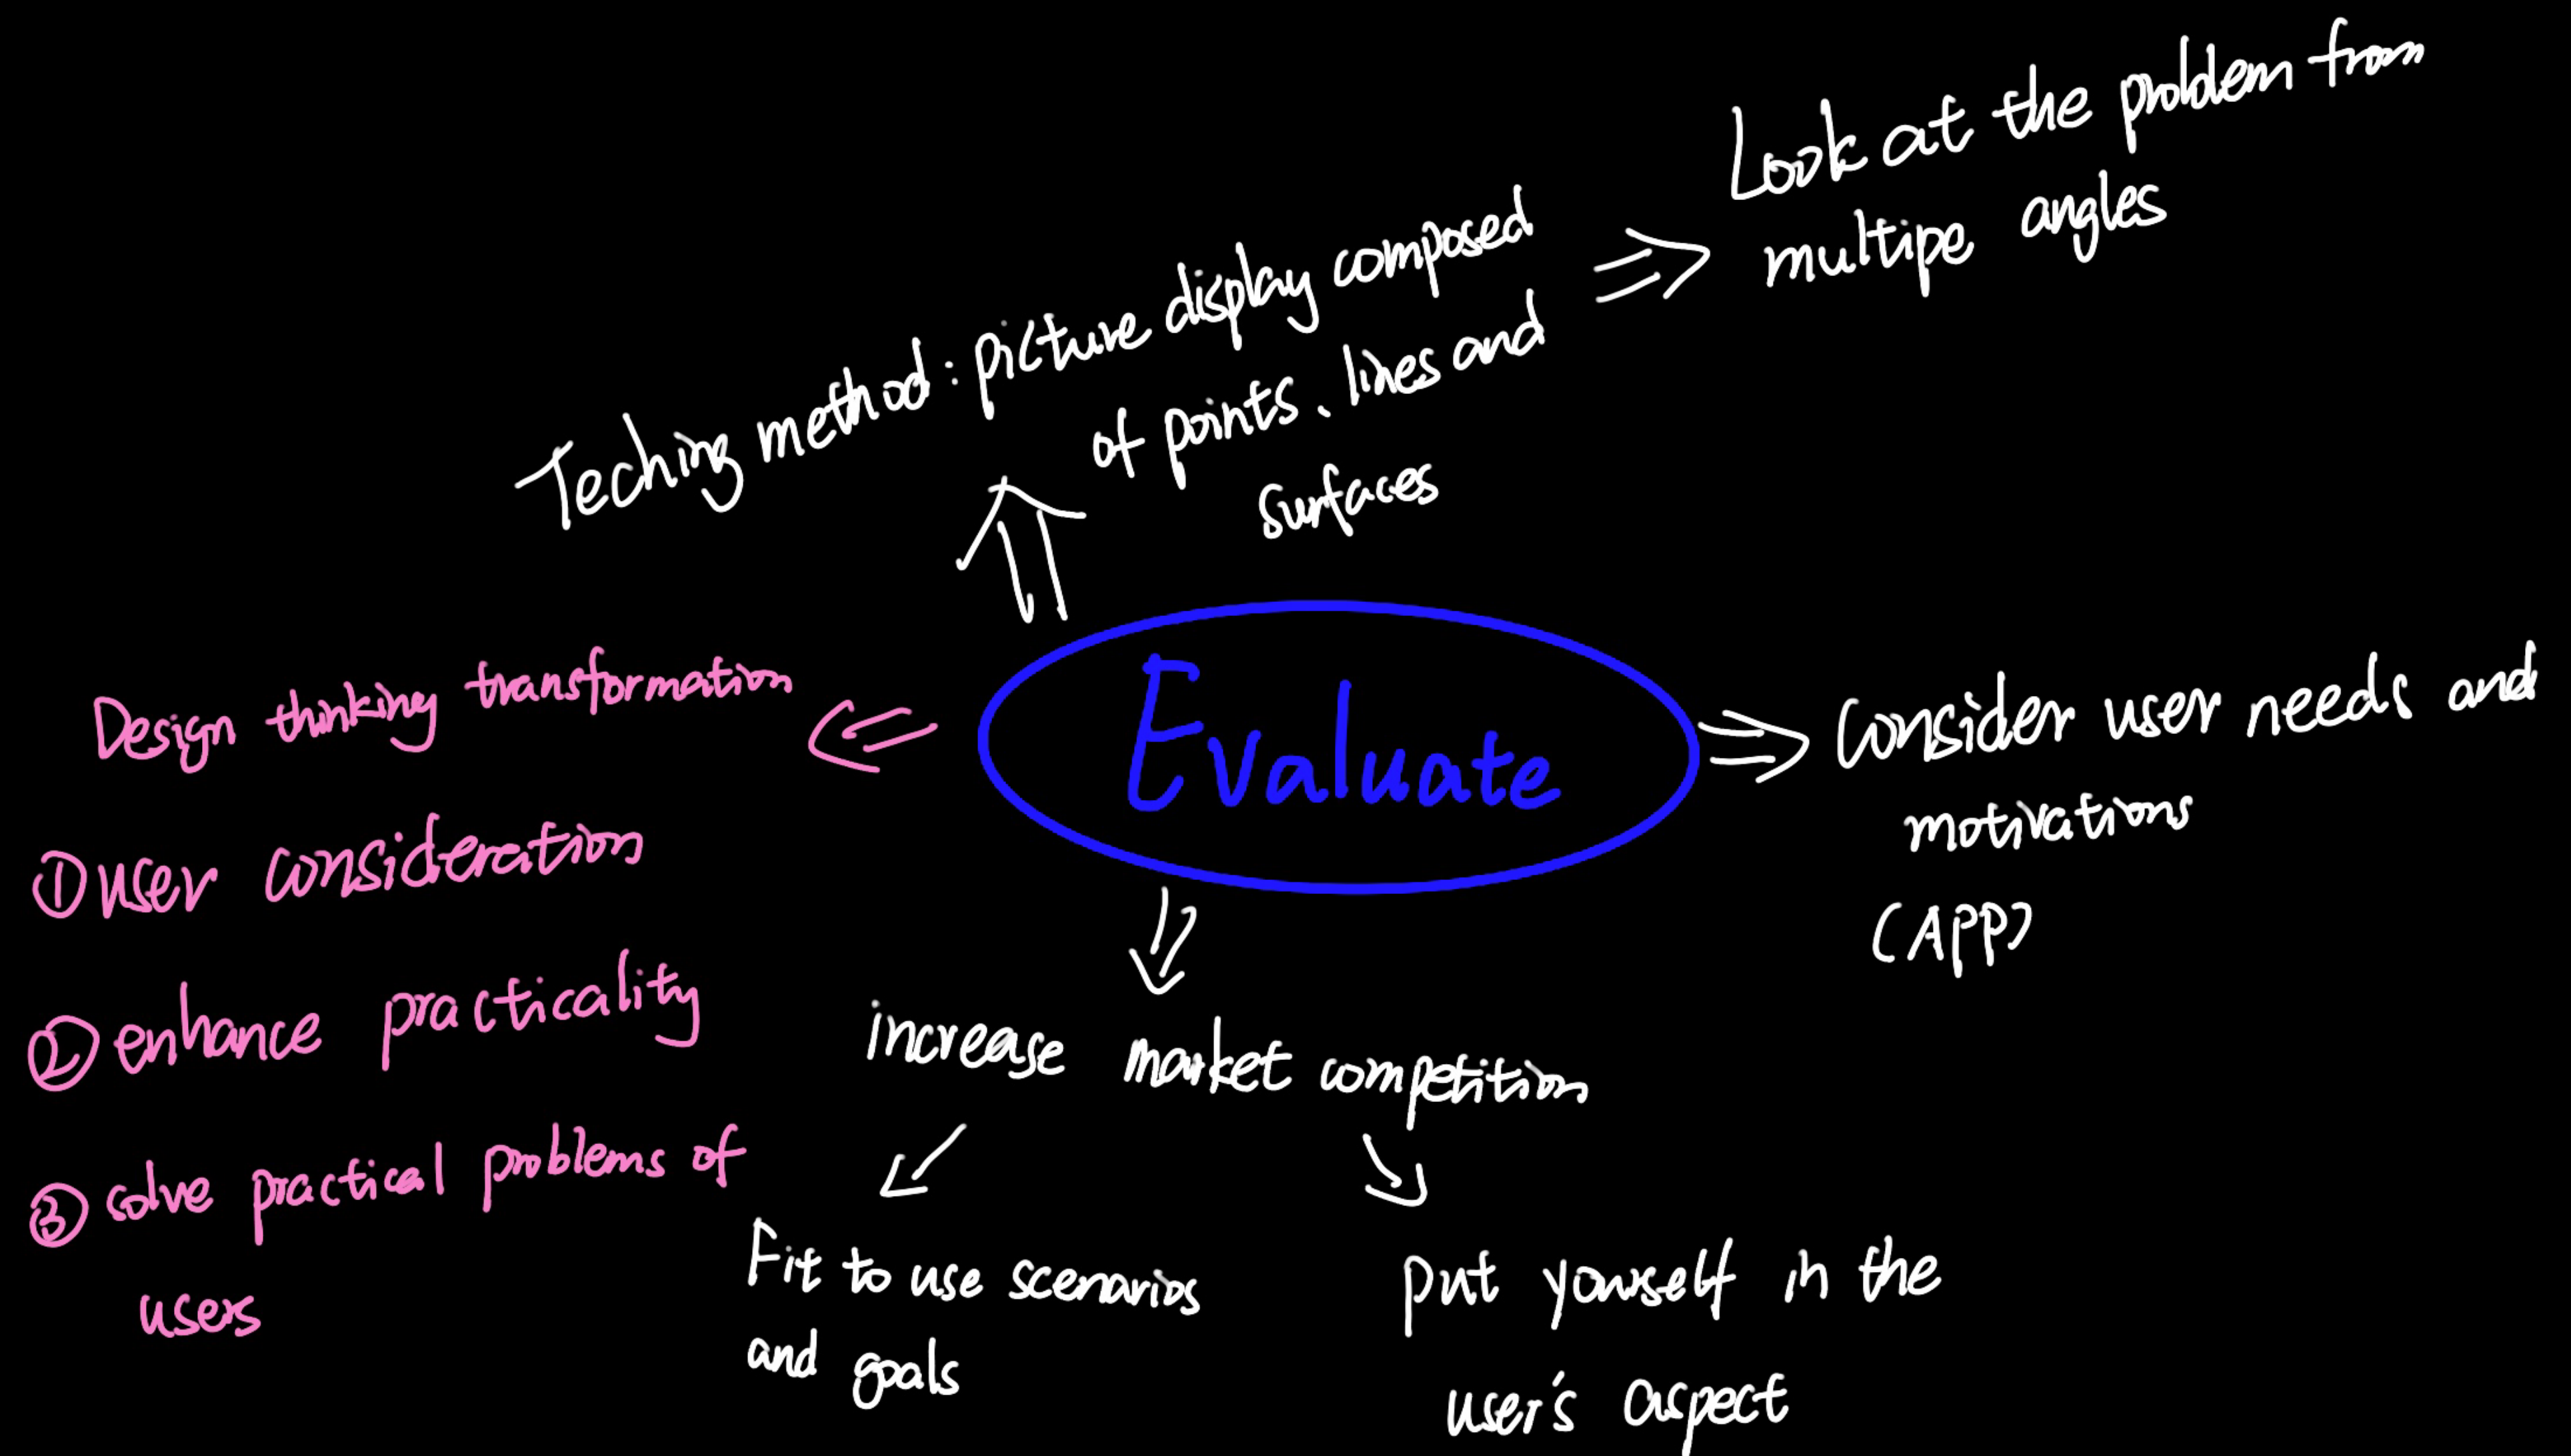 Look at the problem from
multipe angles
Teching method : picture display composed
of points、lines and
surfaces
Evaluate
Design thinking transformation
① user consideration
② enhance practicality
③ solve practical problems of
users
Consider user needs and
motivations
(APP)
increase market competition
Fit to use scenarios
and goals
put yourself in the
user's aspect